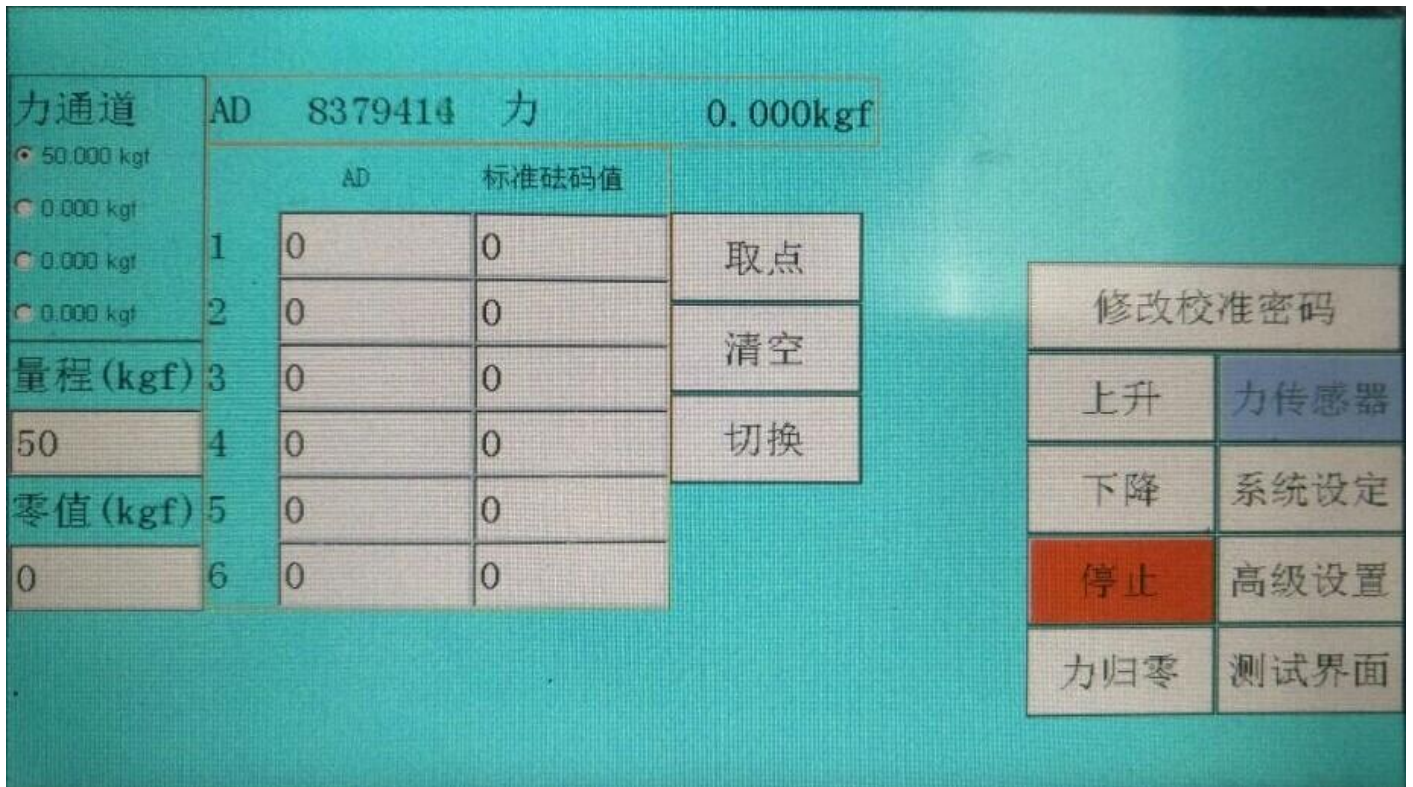 力通道 AD 8379414 力 0.000kgf
50.000 kgf
0.000 kgf
0.000 kgf
0.000 kgf
AD 标准砝码值
1 0 0
2 0 0
3 0 0
4 0 0
5 0 0
6 0 0
量程(kgf)
50
零值(kgf)
0
取点
清空
切换
修改校准密码
上升 力传感器
下降 系统设定
停止 高级设置
力归零 测试界面